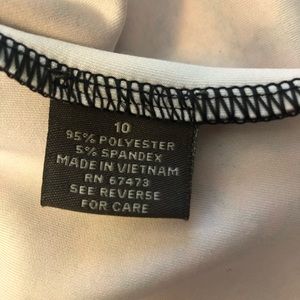 10
95% POLYESTER
5% SPANDEX
MADE IN VIETNAM
RN 67473
SEE REVERSE
FOR CARE